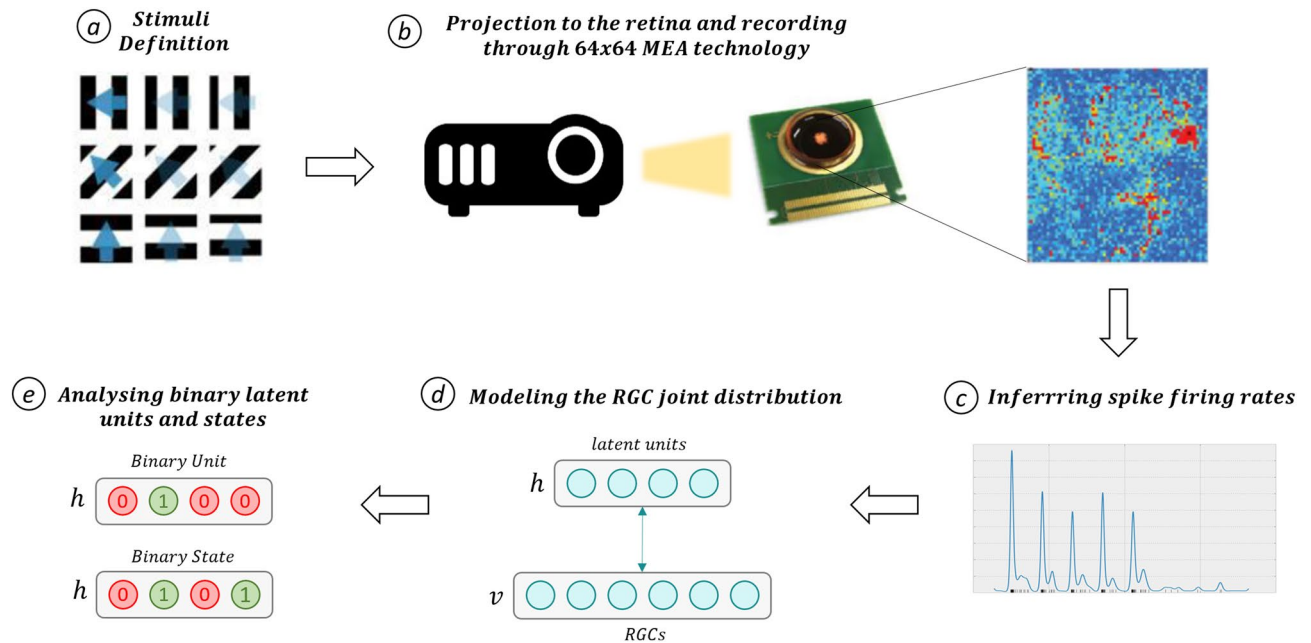 a Stimuli
Definition
b Projection to the retina and recording
through 64x64 MEA technology
c Inferrring spike firing rates
d Modeling the RGC joint distribution
latent units
h
v
RGCs
e Analysing binary latent
units and states
Binary Unit
h 0 1 0 0
Binary State
h 0 1 0 1